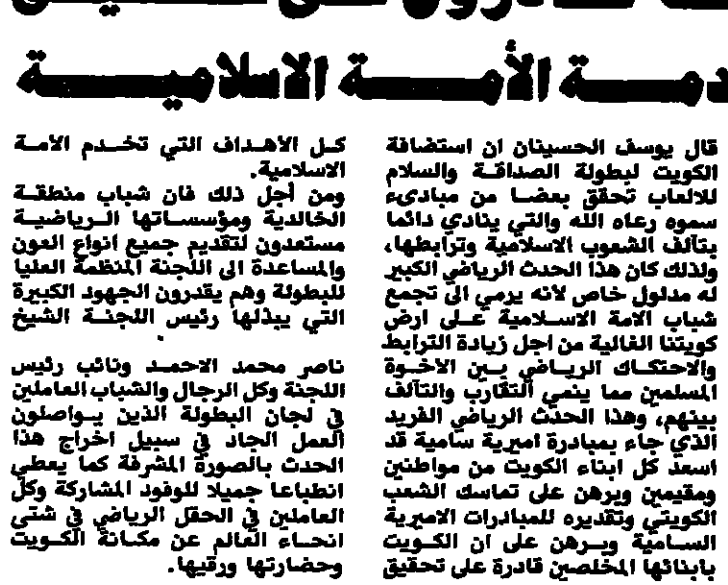 دمة الأمة الاسلامية
قال يوسف الحسينان ان استضافة
الكويت لبطولة الصداقة والسلام
للالعاب تحقق بعضا من مبادىء
سموه رعاه الله والتي ينادي دائما
بتآلف الشعوب الاسلامية وترابطها،
ولذلك كان هذا الحدث الرياضي الكبير
له مدلول خاص لأنه يرمي الى تجمع
شباب الامة الاسلامية على ارض
كويتنا الغالية من اجل زيادة الترابط
والاحتكاك الرياضي بين الاخوة
المسلمين مما ينمي التقارب والتآلف
بينهم، وهذا الحدث الرياضي الفريد
الذي جاء بمبادرة اميرية سامية قد
اسعد كل ابناء الكويت من مواطنين
ومقيمين وبرهن على تماسك الشعب
الكويتي وتقديره للمبادرات الاميرية
السامية وبرهن على ان الكويت
بابنائها المخلصين قادرة على تحقيق
كل الأهداف التي تخدم الأمة
الاسلامية.
ومن أجل ذلك فان شباب منطقة
الخالدية ومؤسساتها الرياضية
مستعدون لتقديم جميع انواع العون
والمساعدة الى اللجنة المنظمة العليا
للبطولة وهم يقدرون الجهود الكبيرة
التي يبذلها رئيس اللجنة الشيخ
ناصر محمد الاحمد ونائب رئيس
اللجنة وكل الرجال والشباب العاملين
في لجان البطولة الذين يواصلون
العمل الجاد في سبيل اخراج هذا
الحدث بالصورة المشرفة كما يعطي
انطباعا جميلا للوفود المشاركة وكل
العاملين في الحقل الرياضي في شتى
انحاء العالم عن مكانة الكويت
وحضارتها ورقيها.